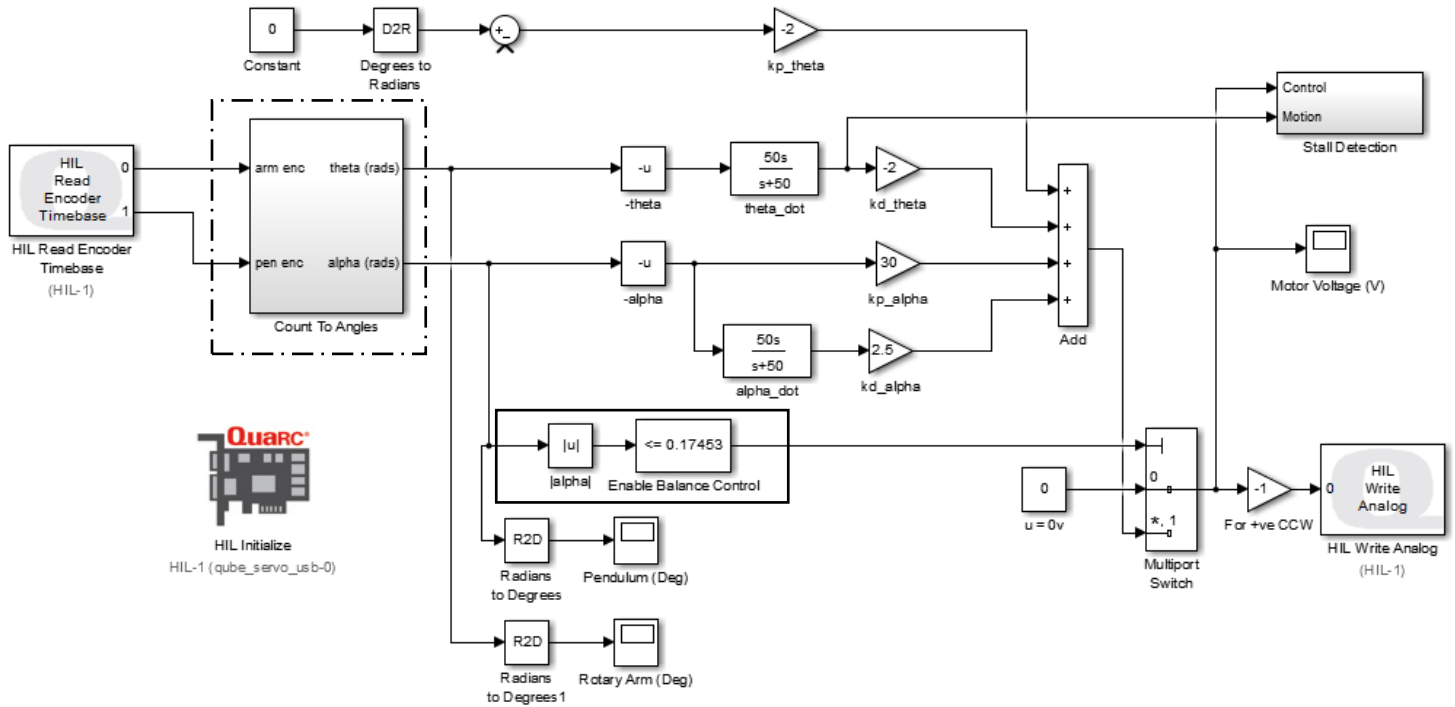 0
Constant
D2R
Degrees to
Radians
+
-
-2
kp_theta
Control
Motion
Stall Detection
HIL
Read
Encoder
Timebase
0
1
HIL Read Encoder
Timebase
(HIL-1)
arm enc
theta (rads)
pen enc
alpha (rads)
Count To Angles
-u
-theta
50s
s+50
theta_dot
-2
kd_theta
-u
-alpha
30
kp_alpha
50s
s+50
alpha_dot
2.5
kd_alpha
+
+
+
+
Add
Motor Voltage (V)
QUARC®
HIL Initialize
HIL-1 (qube_servo_usb-0)
|u|
|alpha|
<= 0.17453
Enable Balance Control
R2D
Radians
to Degrees
Pendulum (Deg)
R2D
Radians
to Degrees1
Rotary Arm (Deg)
0
u = 0v
0
*, 1
Multiport
Switch
-1
For +ve CCW
0
HIL
Write
Analog
HIL Write Analog
(HIL-1)